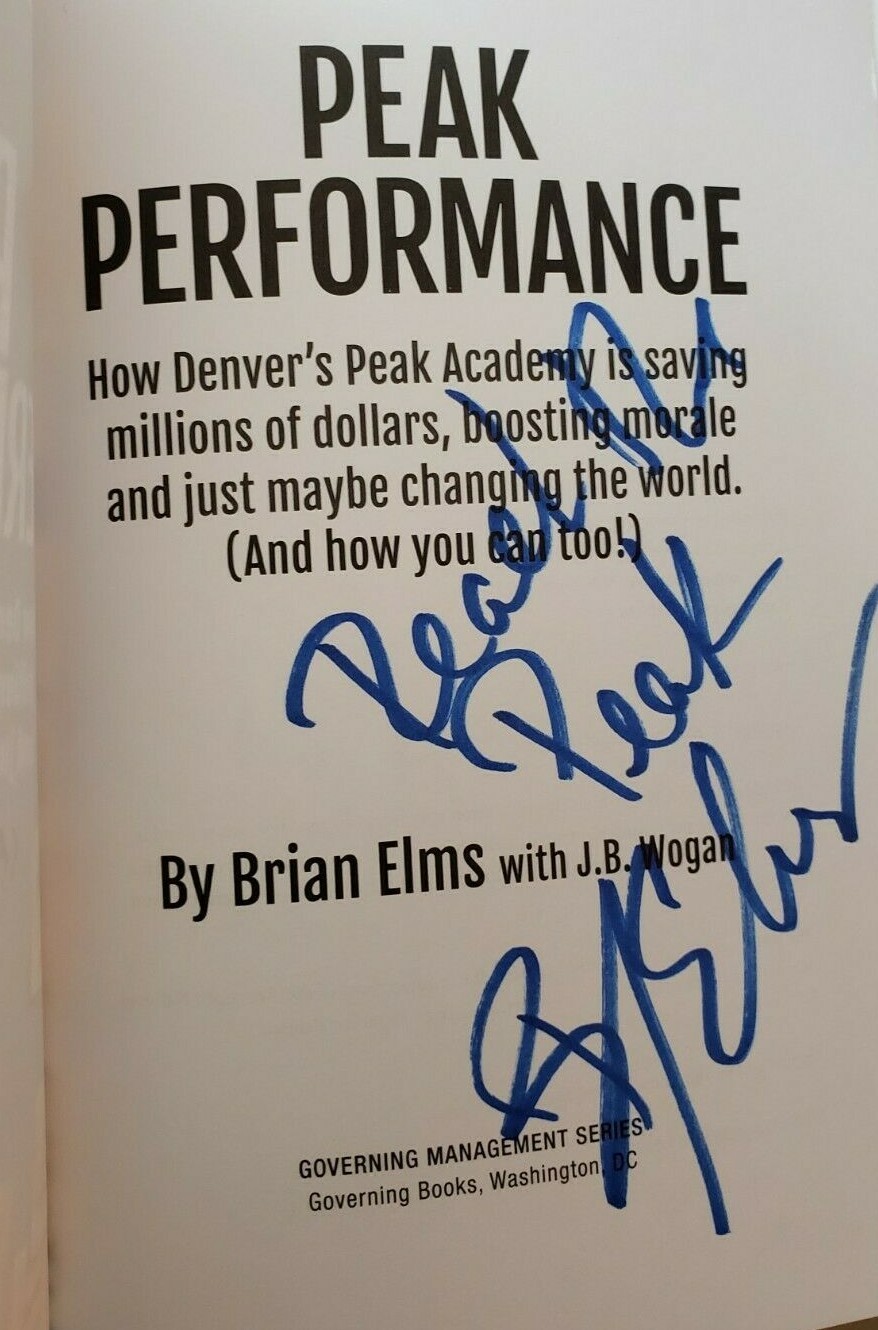 PEAK
PERFORMANCE
How Denver's Peak Academy is saving
millions of dollars, boosting morale
and just maybe changing the world.
(And how you can too!)
Reach
Peak
By Brian Elms with J.B. Wogan
B Elms
GOVERNING MANAGEMENT SERIES
Governing Books, Washington, DC